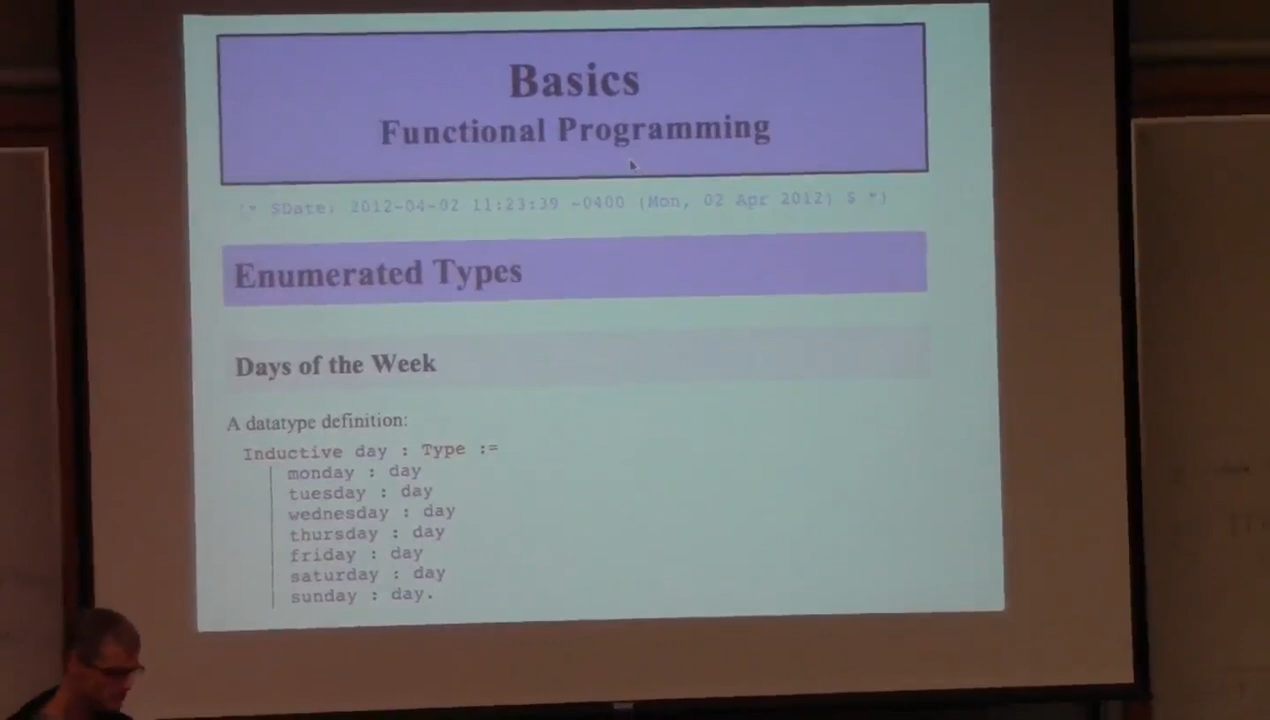 Basics
Functional Programming
(* $Date: 2012-04-02 11:23:39 -0400 (Mon, 02 Apr 2012) $ *)
Enumerated Types
Days of the Week
A datatype definition:
Inductive day : Type :=
| monday : day
| tuesday : day
| wednesday : day
| thursday : day
| friday : day
| saturday : day
| sunday : day.